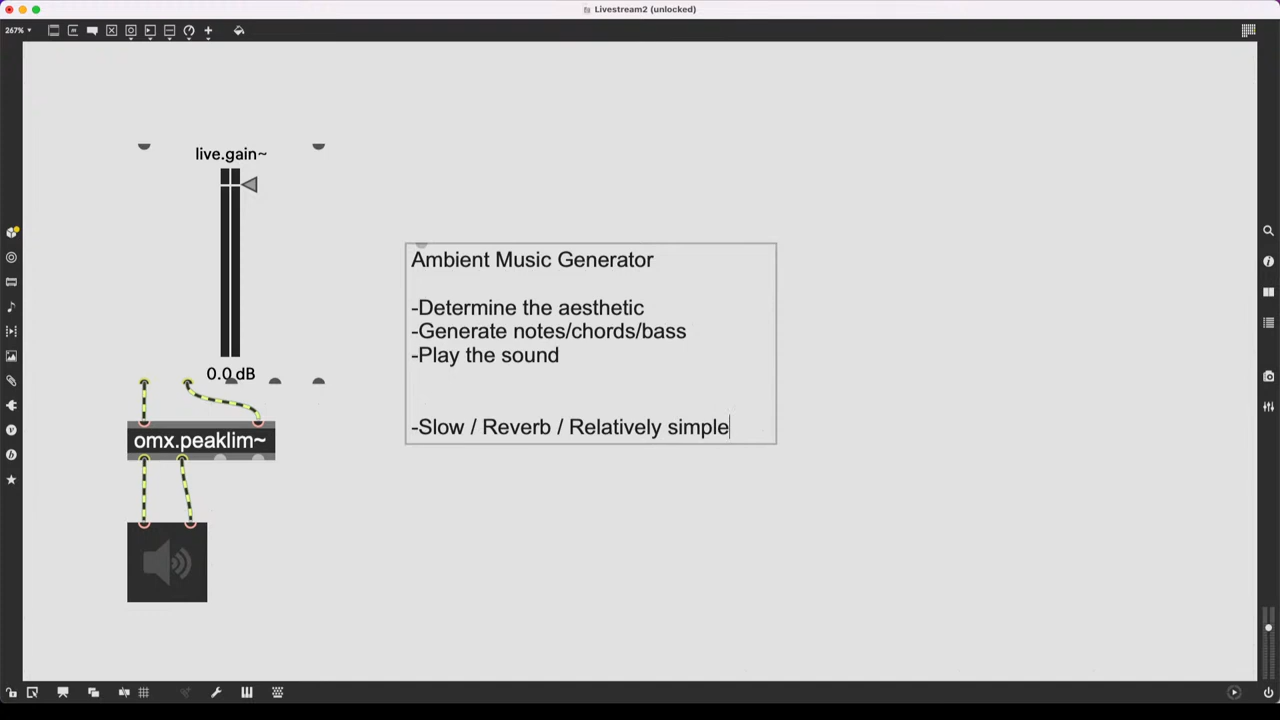 Livestream2 (unlocked)
267%
live.gain~
0.0 dB
omx.peaklim~
Ambient Music Generator
-Determine the aesthetic
-Generate notes/chords/bass
-Play the sound
-Slow / Reverb / Relatively simple